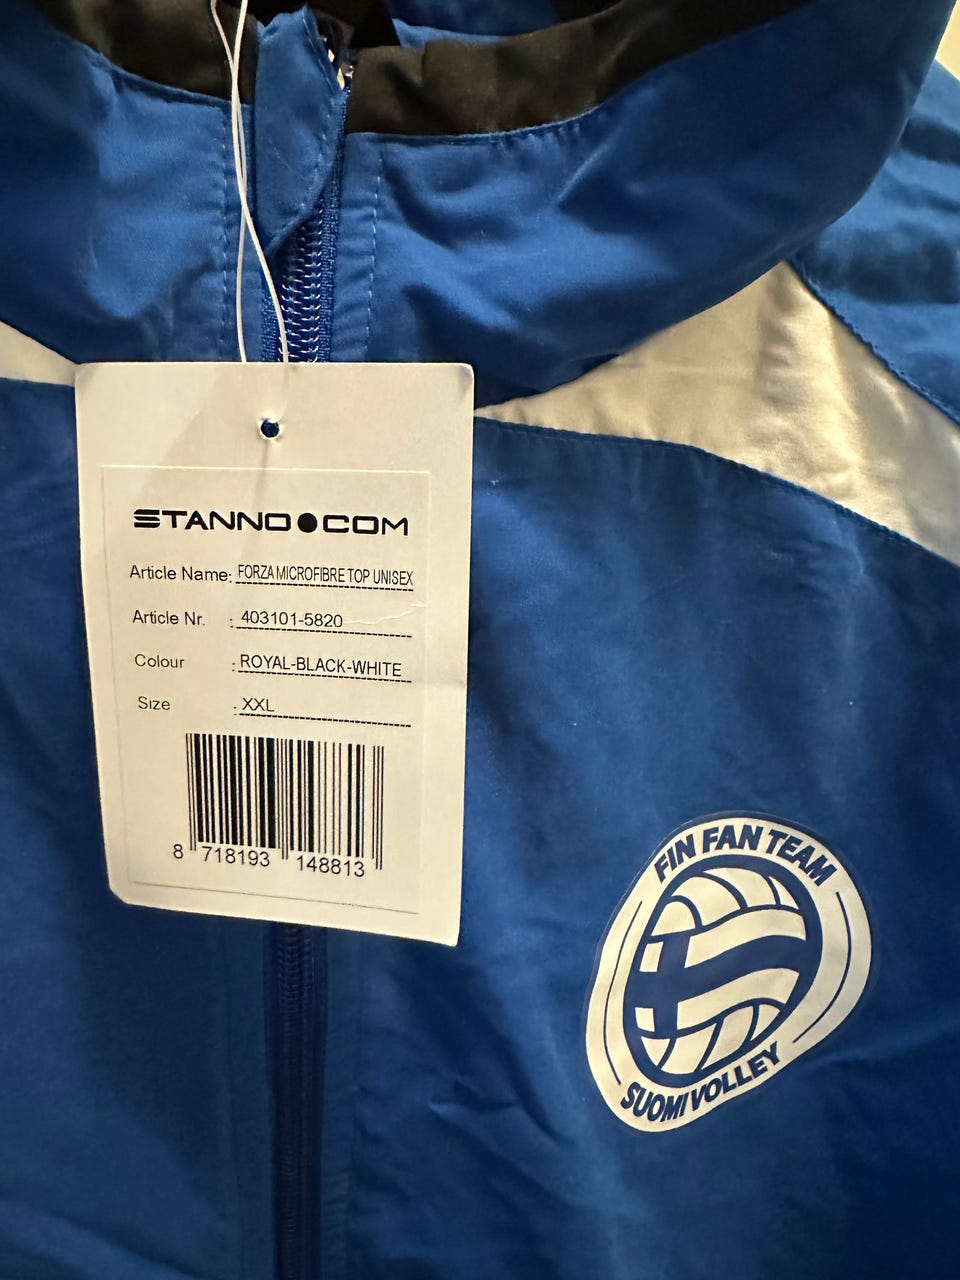 STANNO.COM
Article Name: FORZA MICROFIBRE TOP UNISEX
Article Nr. : 403101-5820
Colour : ROYAL-BLACK-WHITE
Size : XXL
8 718193 148813
FIN FAN TEAM
SUOMI VOLLEY